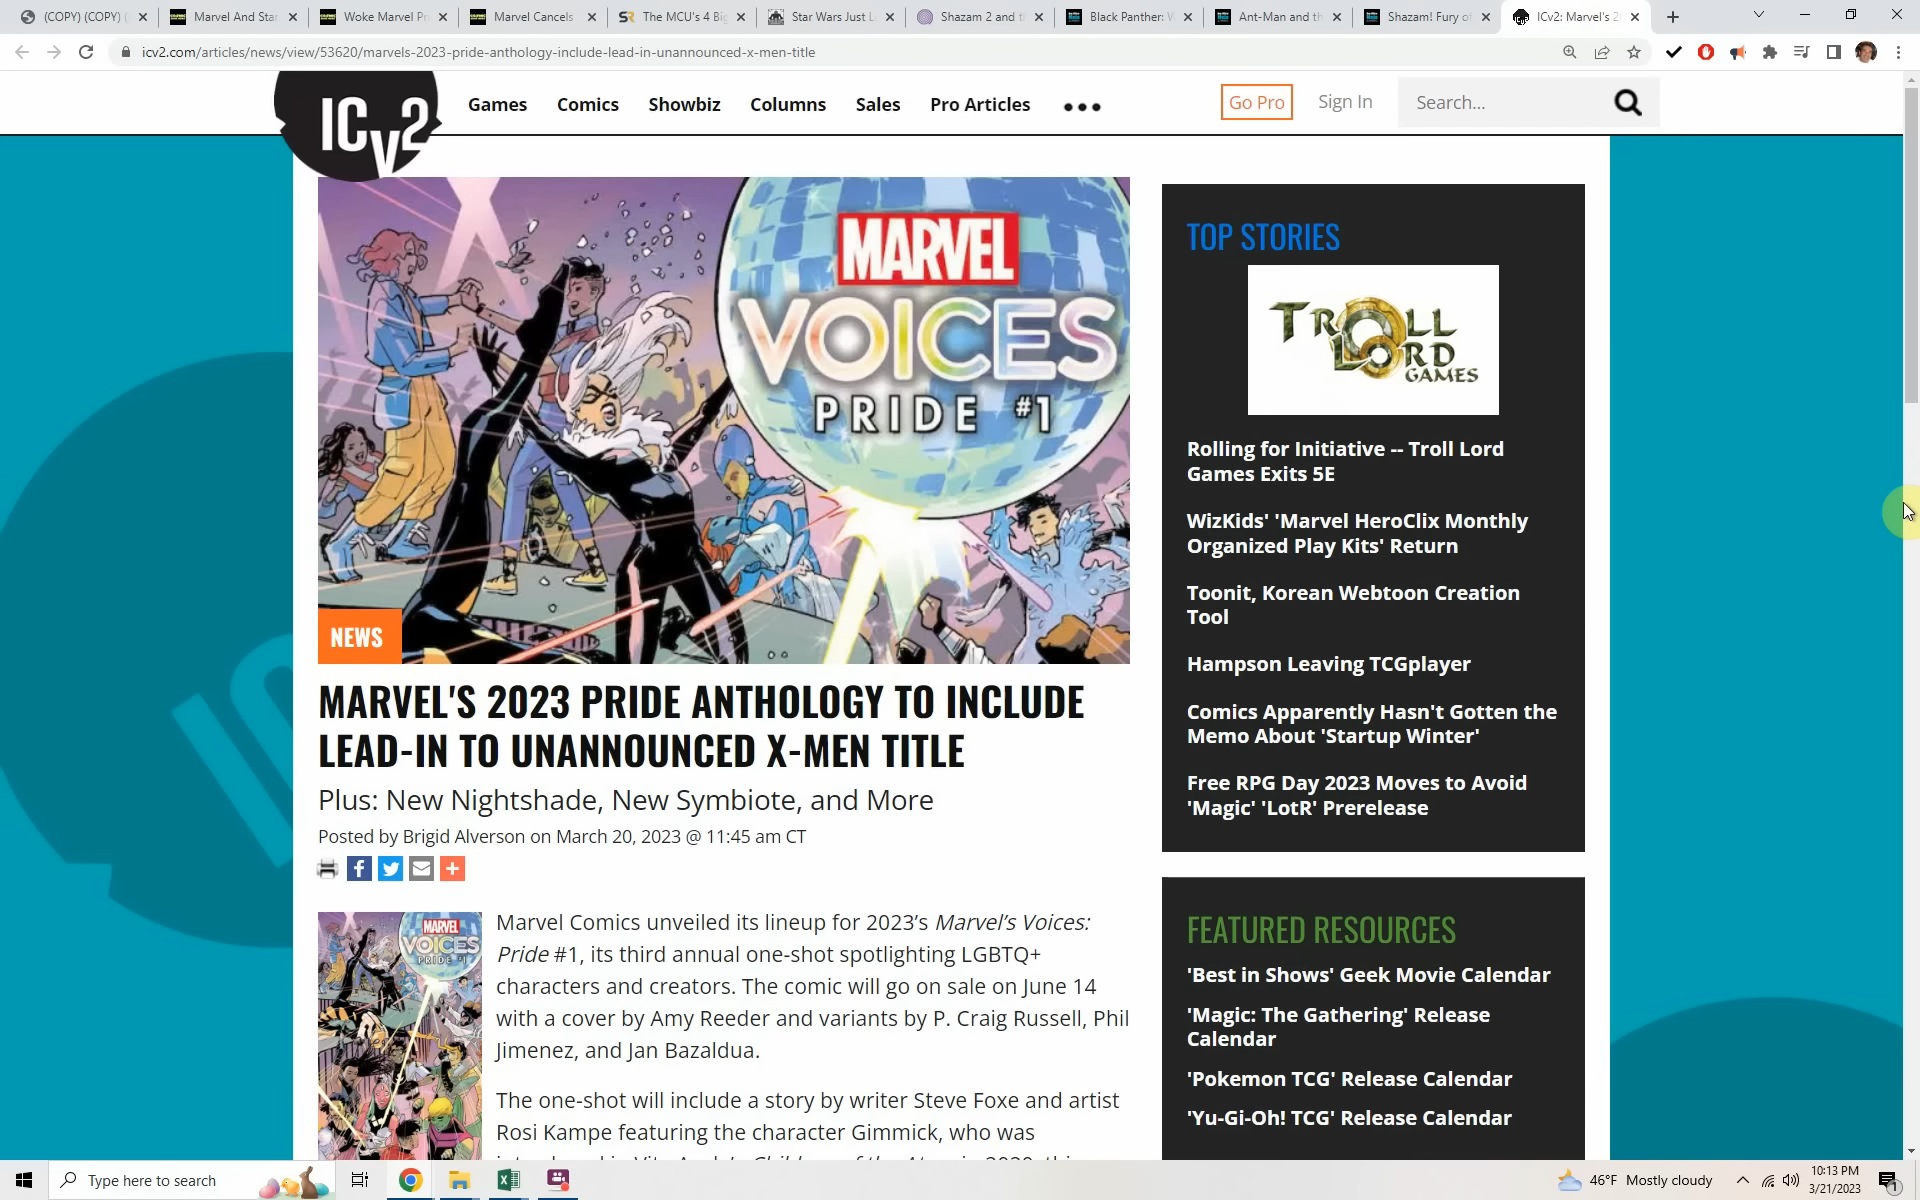 (COPY) (COPY) (
Marvel And Star
Woke Marvel Pr
Marvel Cancels
The MCU's 4 Big
Star Wars Just L
Shazam 2 and th
Black Panther: W
Ant-Man and th
Shazam! Fury of
ICv2: Marvel's 2
icv2.com/articles/news/view/53620/marvels-2023-pride-anthology-include-lead-in-unannounced-x-men-title
ICv2
Games
Comics
Showbiz
Columns
Sales
Pro Articles
Go Pro
Sign In
Search...
MARVEL
VOICES
PRIDE #1
NEWS
MARVEL'S 2023 PRIDE ANTHOLOGY TO INCLUDE
LEAD-IN TO UNANNOUNCED X-MEN TITLE
Plus: New Nightshade, New Symbiote, and More
Posted by Brigid Alverson on March 20, 2023 @ 11:45 am CT
MARVEL
VOICES
PRIDE #1
Marvel Comics unveiled its lineup for 2023's Marvel's Voices:
Pride #1, its third annual one-shot spotlighting LGBTQ+
characters and creators. The comic will go on sale on June 14
with a cover by Amy Reeder and variants by P. Craig Russell, Phil
Jimenez, and Jan Bazaldua.
The one-shot will include a story by writer Steve Foxe and artist
Rosi Kampe featuring the character Gimmick, who was
TOP STORIES
TROLL
LORD
GAMES
Rolling for Initiative -- Troll Lord
Games Exits 5E
WizKids' 'Marvel HeroClix Monthly
Organized Play Kits' Return
Toonit, Korean Webtoon Creation
Tool
Hampson Leaving TCGplayer
Comics Apparently Hasn't Gotten the
Memo About 'Startup Winter'
Free RPG Day 2023 Moves to Avoid
'Magic' 'LotR' Prerelease
FEATURED RESOURCES
'Best in Shows' Geek Movie Calendar
'Magic: The Gathering' Release
Calendar
'Pokemon TCG' Release Calendar
'Yu-Gi-Oh! TCG' Release Calendar
Type here to search
46°F Mostly cloudy
10:13 PM
3/21/2023
1